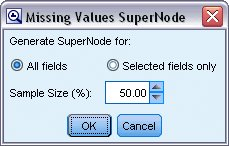 Missing Values SuperNode
Generate SuperNode for:
All fields Selected fields only
Sample Size (%): 50.00
OK Cancel